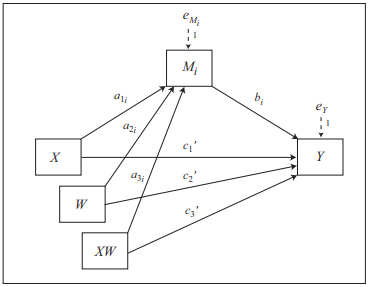 e_{M_i}
1
M_i
a_{1i}
b_i
a_{2i}
e_Y
1
X
c_1'
Y
a_{3i}
c_2'
W
c_3'
XW